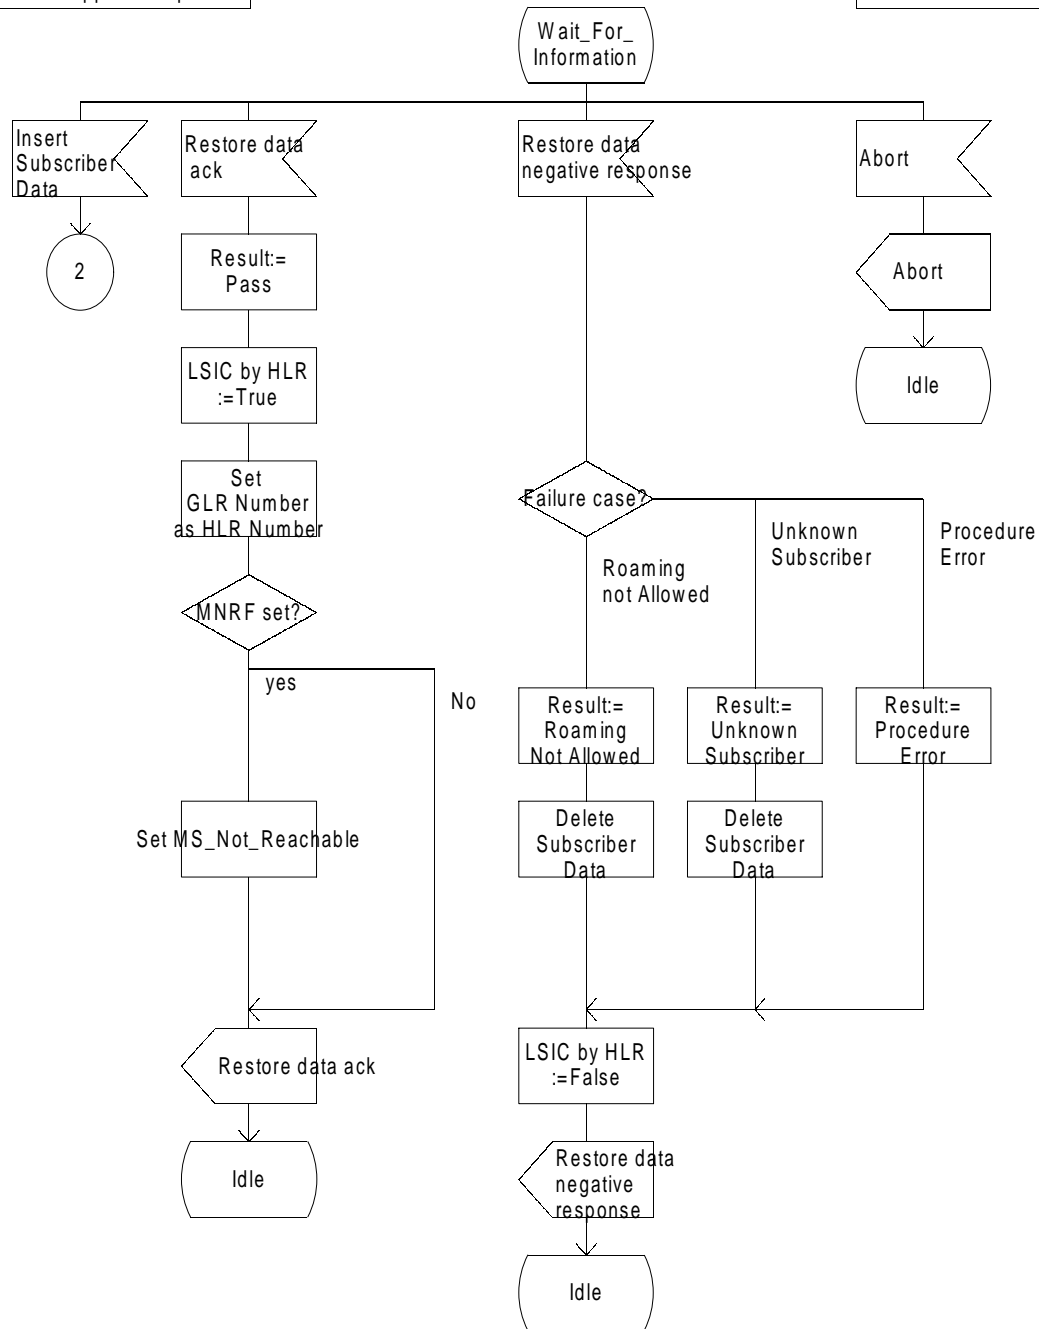 Wait_For_
Information
Insert
Subscriber
Data
Restore data
ack
Restore data
negative response
Abort
2
Result:=
Pass
Abort
LSIC by HLR
:=True
Idle
Set
GLR Number
as HLR Number
Failure case?
Unknown
Subscriber
Procedure
Error
Roaming
not Allowed
MNRF set?
yes
No
Result:=
Roaming
Not Allowed
Result:=
Unknown
Subscriber
Result:=
Procedure
Error
Set MS_Not_Reachable
Delete
Subscriber
Data
Delete
Subscriber
Data
Restore data ack
LSIC by HLR
:=False
Idle
Restore data
negative
response
Idle